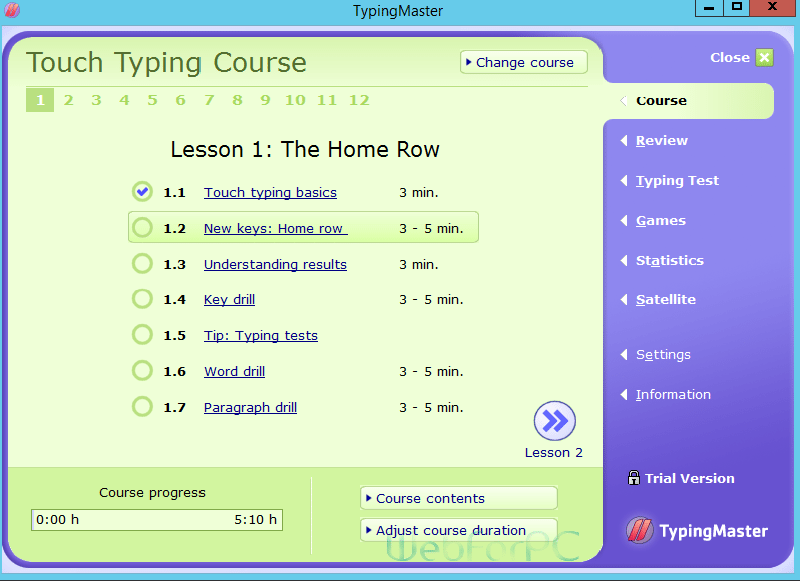 TypingMaster
Touch Typing Course
Change course
1 2 3 4 5 6 7 8 9 10 11 12
Lesson 1: The Home Row
1.1 Touch typing basics 3 min.
1.2 New keys: Home row 3 - 5 min.
1.3 Understanding results 3 min.
1.4 Key drill 3 - 5 min.
1.5 Tip: Typing tests
1.6 Word drill 3 - 5 min.
1.7 Paragraph drill 3 - 5 min.
Lesson 2
Course progress
0:00 h 5:10 h
Course contents
Adjust course duration
WebForPC
Close
Course
Review
Typing Test
Games
Statistics
Satellite
Settings
Information
Trial Version
TypingMaster